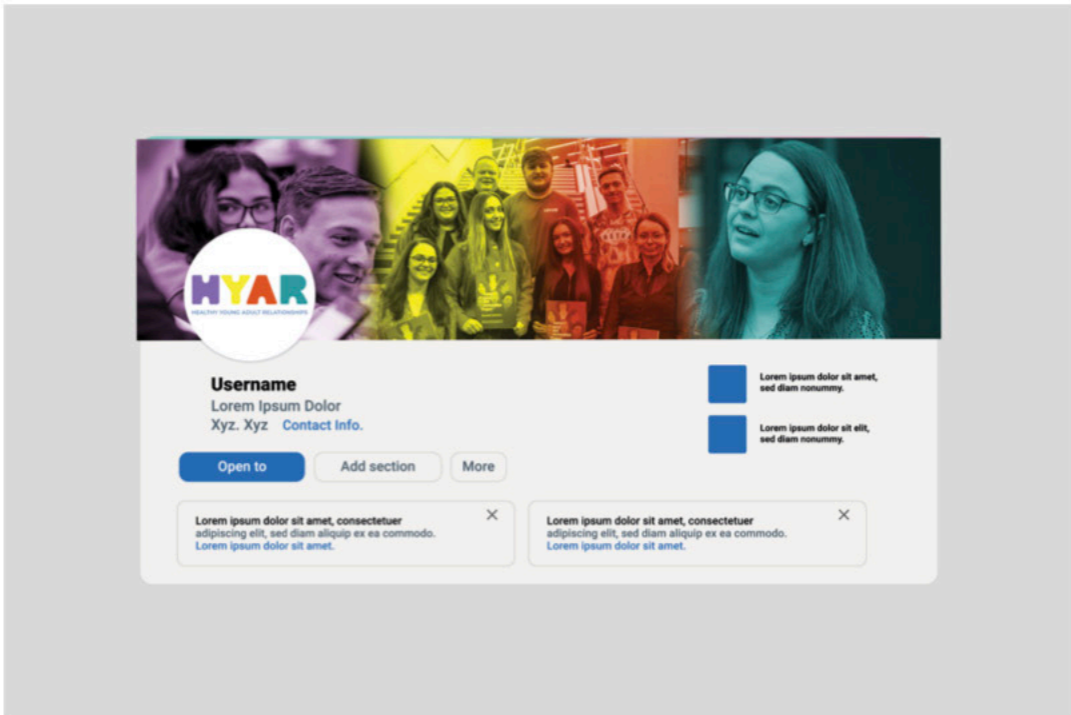 HYAR
HEALTHY YOUNG ADULT RELATIONSHIPS
Username
Lorem Ipsum Dolor
Xyz. Xyz Contact Info.
Open to
Add section
More
Lorem ipsum dolor sit amet,
sed diam nonummy.
Lorem ipsum dolor sit elit,
sed diam nonummy.
Lorem ipsum dolor sit amet, consectetuer
adipiscing elit, sed diam aliquip ex ea commodo.
Lorem ipsum dolor sit amet.
Lorem ipsum dolor sit amet, consectetuer
adipiscing elit, sed diam aliquip ex ea commodo.
Lorem ipsum dolor sit amet.